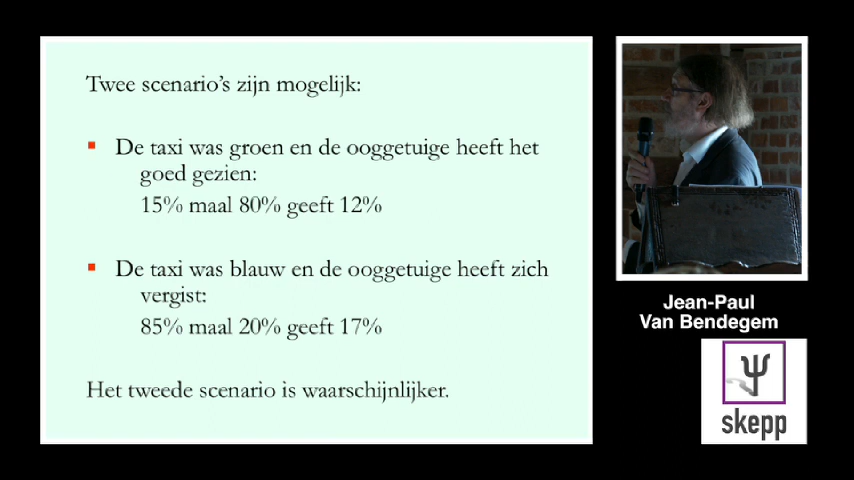 Twee scenario's zijn mogelijk:
▪ De taxi was groen en de ooggetuige heeft het
goed gezien:
15% maal 80% geeft 12%
▪ De taxi was blauw en de ooggetuige heeft zich
vergist:
85% maal 20% geeft 17%
Het tweede scenario is waarschijnlijker.
Jean-Paul
Van Bendegem
skepp